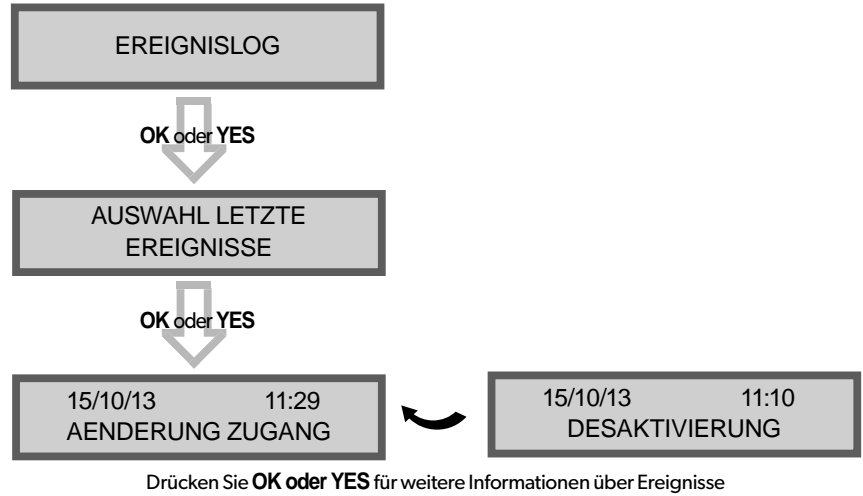 EREIGNISLOG
OK oder YES
AUSWAHL LETZTE
EREIGNISSE
OK oder YES
15/10/13 11:29
AENDERUNG ZUGANG
15/10/13 11:10
DESAKTIVIERUNG
Drücken Sie OK oder YES für weitere Informationen über Ereignisse